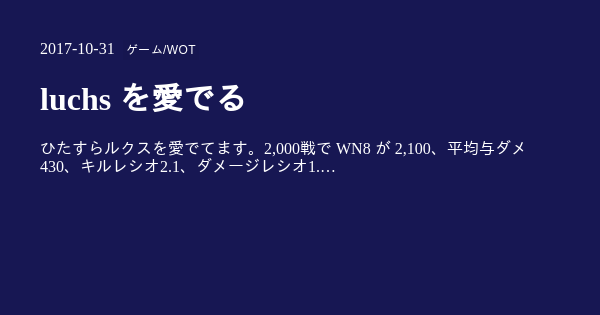 2017-10-31 ゲーム/WOT
luchs を愛でる
ひたすらルクスを愛でてます。2,000戦で WN8 が 2,100、平均与ダメ
430、キルレシオ2.1、ダメージレシオ1.…